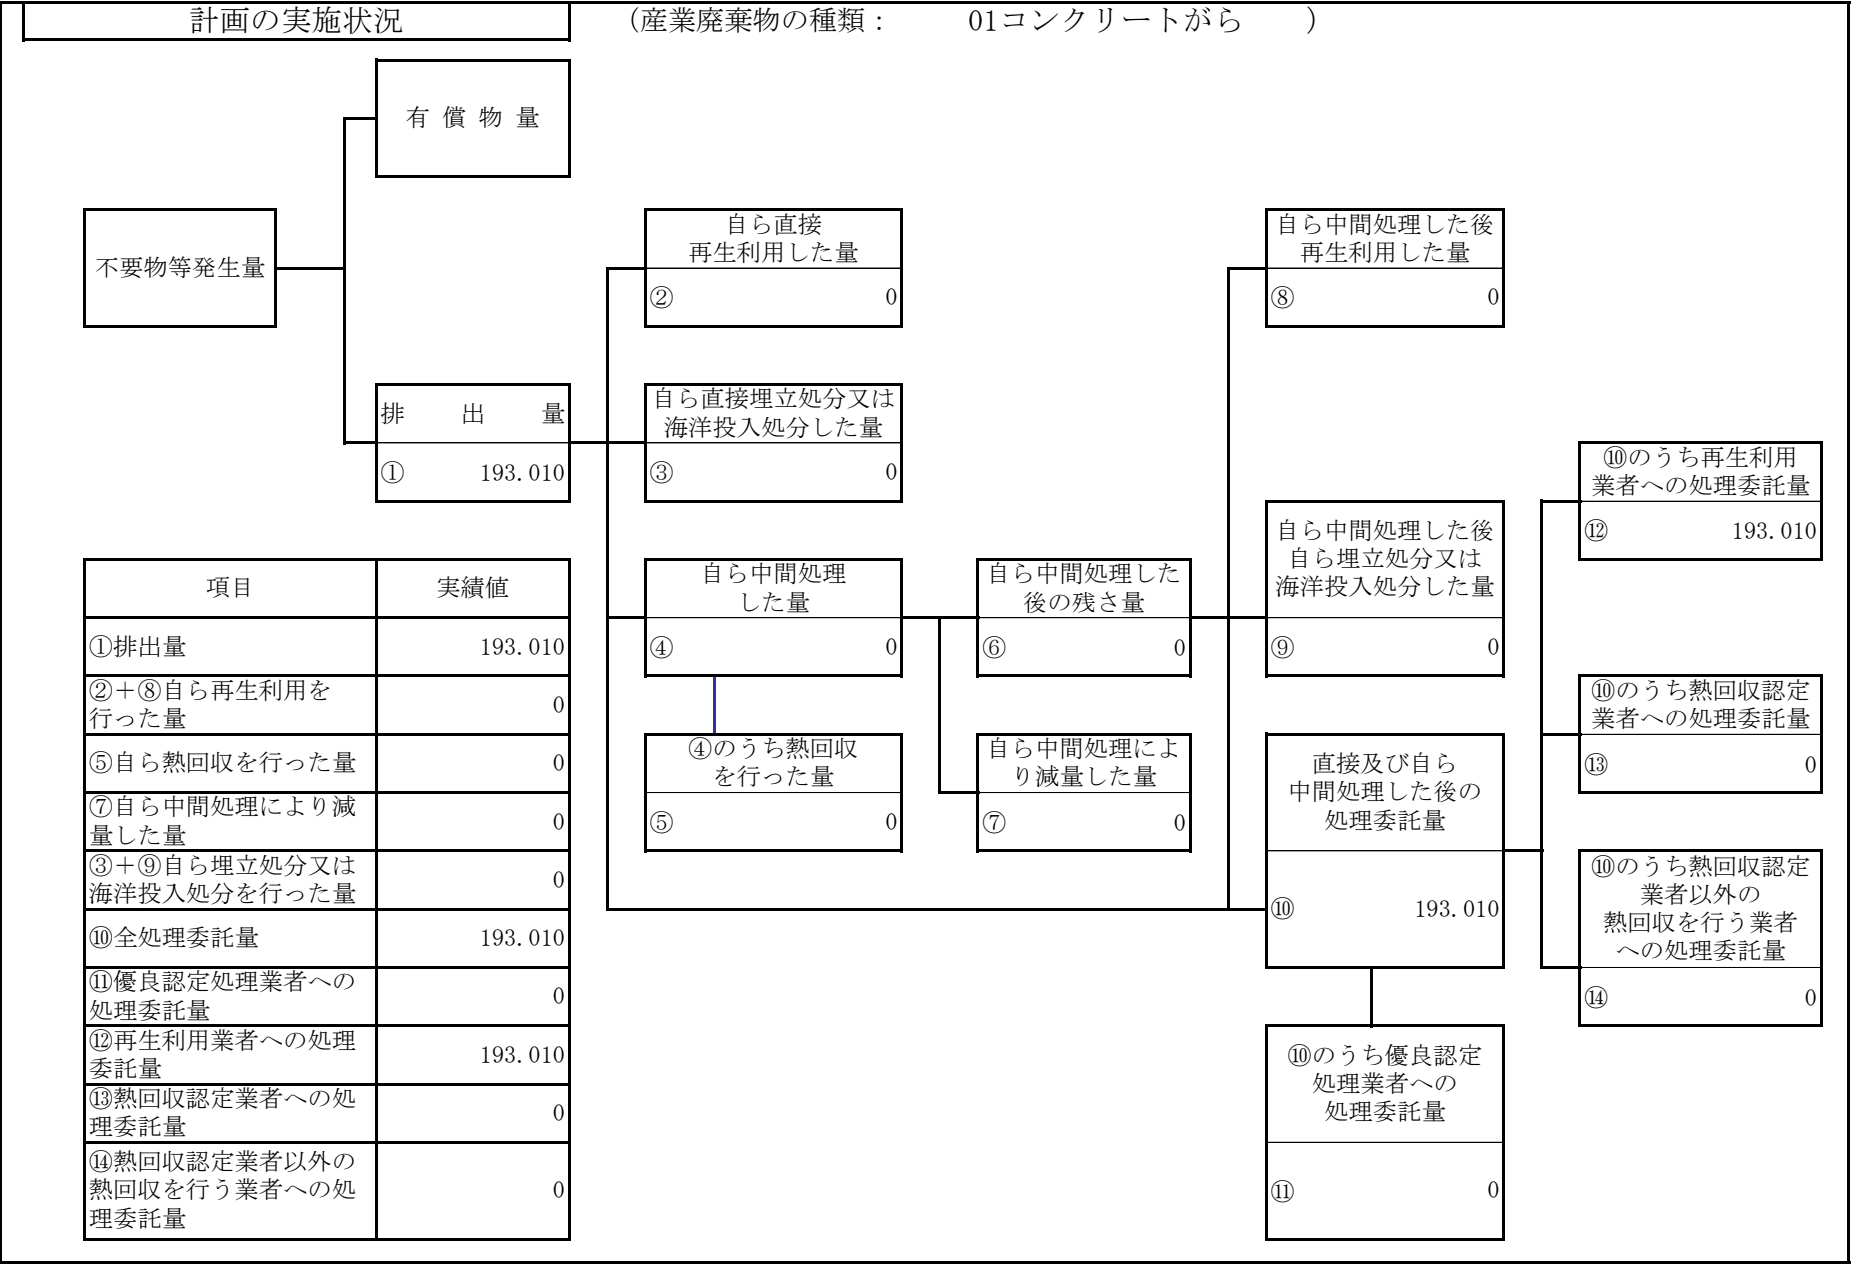 計画の実施状況
(産業廃棄物の種類： 01コンクリートがら )
有償物量
不要物等発生量
自ら直接
再生利用した量
② 0
自ら中間処理した後
再生利用した量
⑧ 0
排出量
① 193.010
自ら直接埋立処分又は
海洋投入処分した量
③ 0
⑩のうち再生利用
業者への処理委託量
⑫ 193.010
自ら中間処理した後
自ら埋立処分又は
海洋投入処分した量
⑨ 0
自ら中間処理
した量
④ 0
自ら中間処理した
後の残さ量
⑥ 0
⑩のうち熱回収認定
業者への処理委託量
⑬ 0
④のうち熱回収
を行った量
⑤ 0
自ら中間処理によ
り減量した量
⑦ 0
直接及び自ら
中間処理した後の
処理委託量
⑩ 193.010
⑩のうち熱回収認定
業者以外の
熱回収を行う業者
への処理委託量
⑭ 0
⑩のうち優良認定
処理業者への
処理委託量
⑪ 0
項目 実績値
①排出量 193.010
②＋⑧自ら再生利用を
行った量 0
⑤自ら熱回収を行った量 0
⑦自ら中間処理により減
量した量 0
③＋⑨自ら埋立処分又は
海洋投入処分を行った量 0
⑩全処理委託量 193.010
⑪優良認定処理業者への
処理委託量 0
⑫再生利用業者への処理
委託量 193.010
⑬熱回収認定業者への処
理委託量 0
⑭熱回収認定業者以外の
熱回収を行う業者への処
理委託量 0